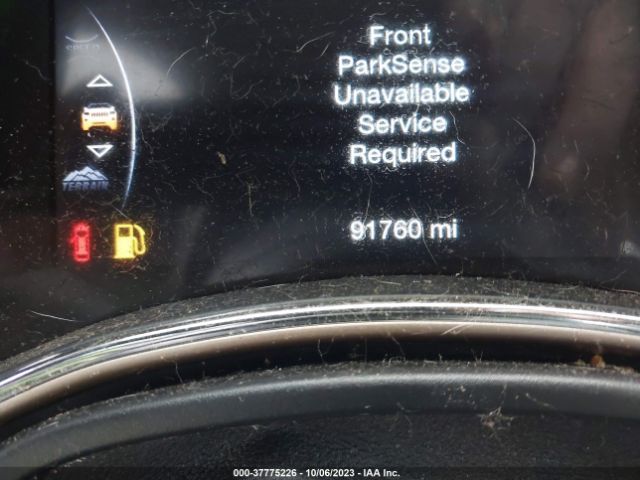 Front
ParkSense
Unavailable
Service
Required
TERRAIN
91760 mi
000-37775226 - 10/06/2023 - IAA Inc.